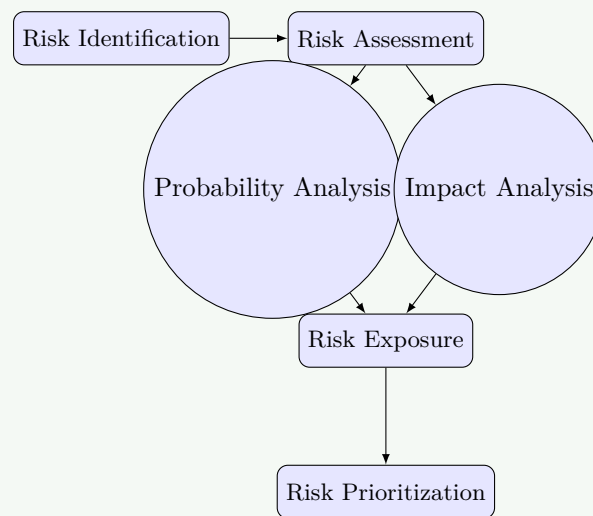 Risk Identification
Risk Assessment
Probability Analysis
Impact Analysis
Risk Exposure
Risk Prioritization